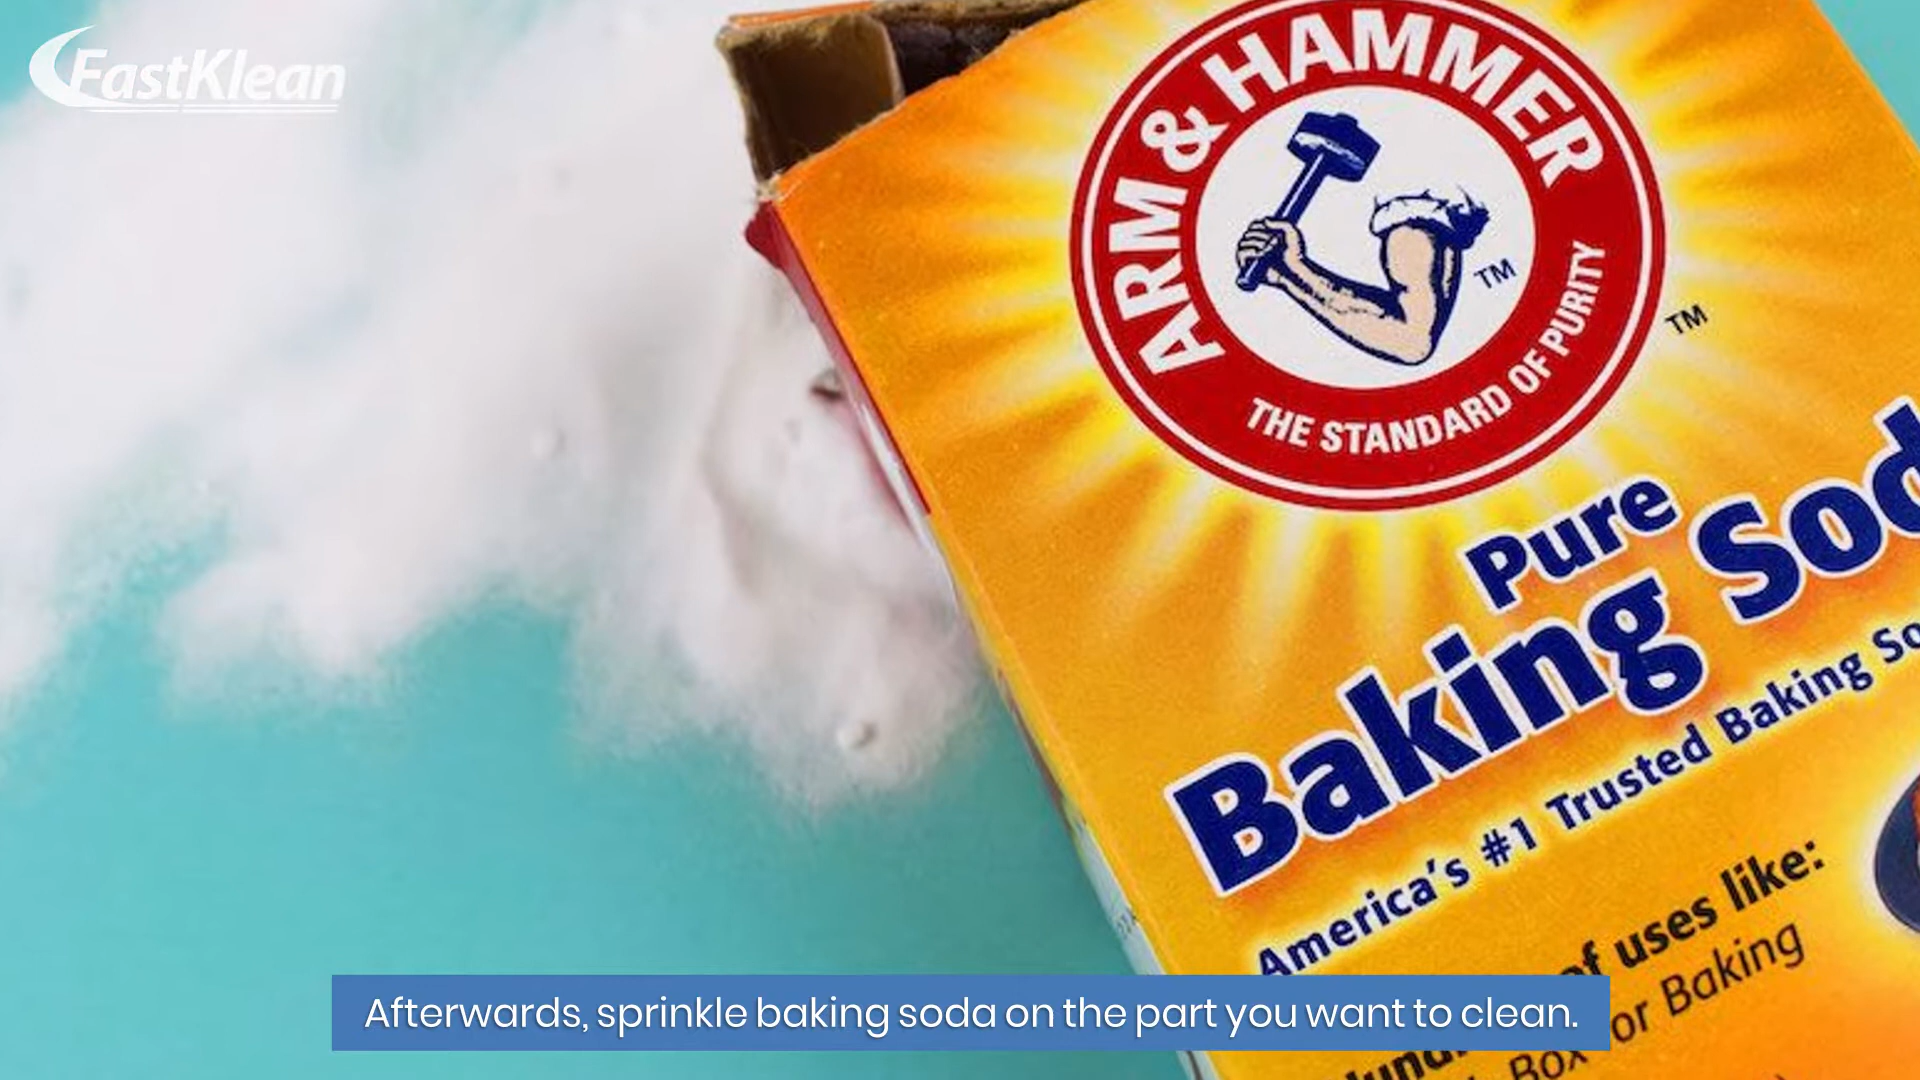 FastKlean
ARM & HAMMER
TM
THE STANDARD OF PURITY
TM
Pure
Baking Sod
America's #1 Trusted Baking So
of uses like:
Box or Baking
Afterwards, sprinkle baking soda on the part you want to clean.